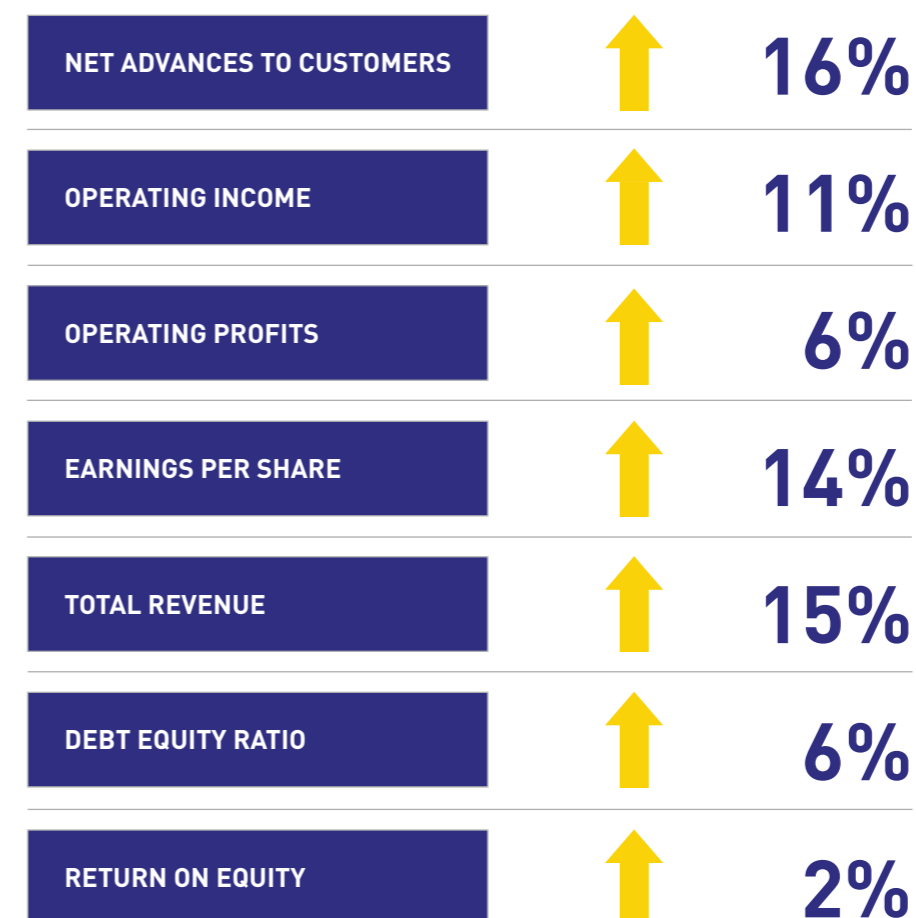 NET ADVANCES TO CUSTOMERS 16%
OPERATING INCOME 11%
OPERATING PROFITS 6%
EARNINGS PER SHARE 14%
TOTAL REVENUE 15%
DEBT EQUITY RATIO 6%
RETURN ON EQUITY 2%